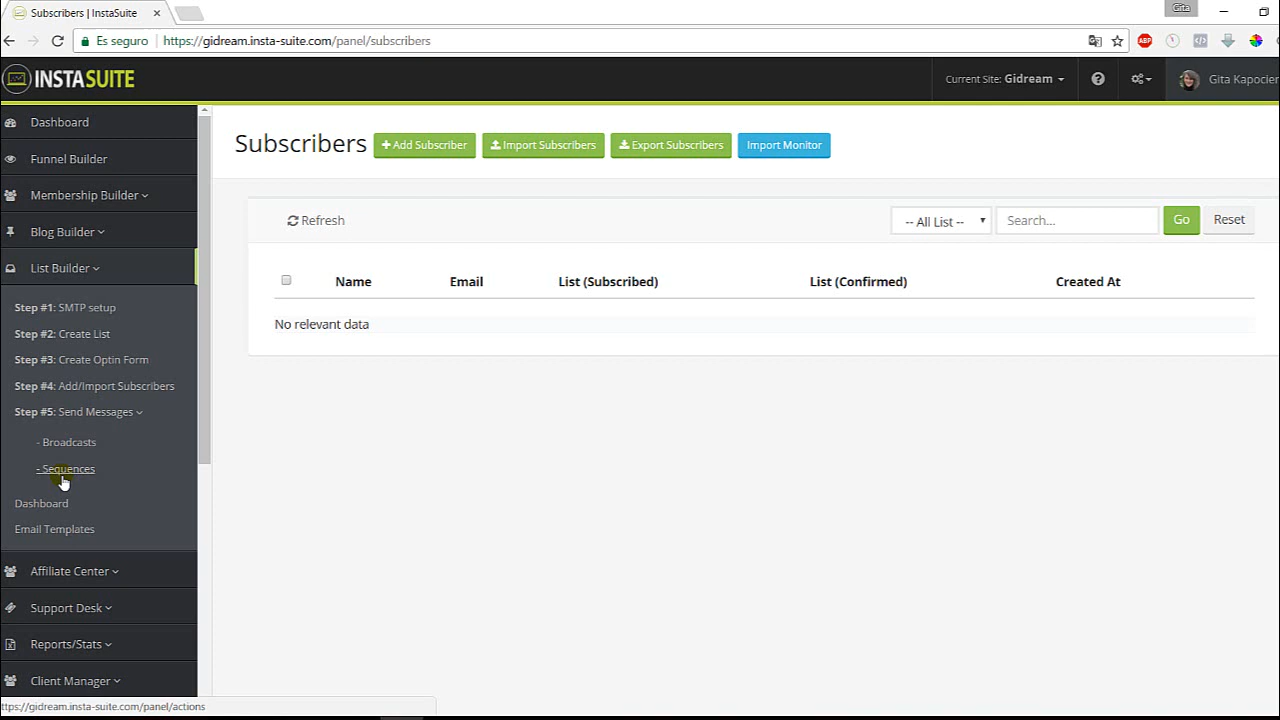 Subscribers | InstaSuite
Gita
Es seguro
https://gidream.insta-suite.com/panel/subscribers
ABP
INSTASUITE
Current Site: Gidream
Gita Kapocier
Dashboard
Funnel Builder
Membership Builder
Blog Builder
List Builder
Step #1: SMTP setup
Step #2: Create List
Step #3: Create Optin Form
Step #4: Add/Import Subscribers
Step #5: Send Messages
- Broadcasts
- Sequences
Dashboard
Email Templates
Affiliate Center
Support Desk
Reports/Stats
Client Manager
Subscribers
+ Add Subscriber
Import Subscribers
Export Subscribers
Import Monitor
Refresh
-- All List --
Search...
Go
Reset
Name Email List (Subscribed) List (Confirmed) Created At
No relevant data
ttps://gidream.insta-suite.com/panel/actions